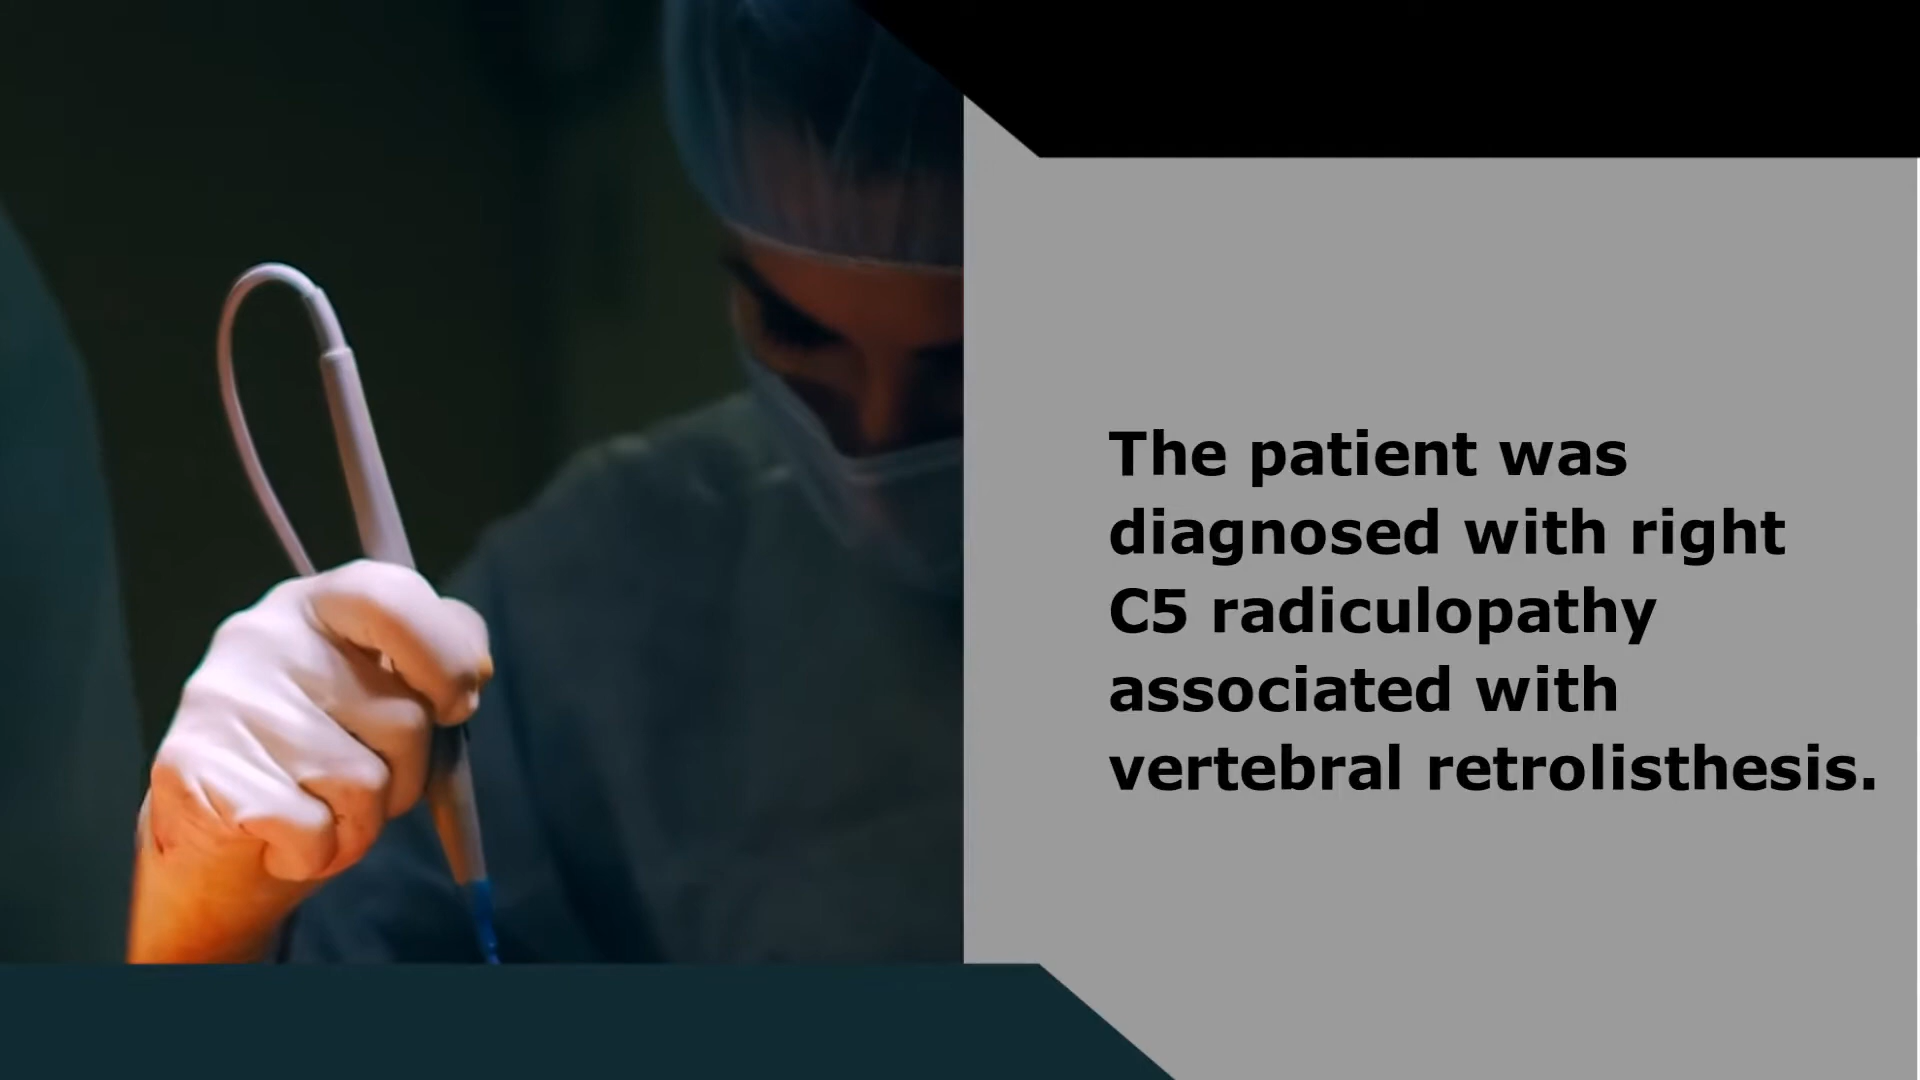 The patient was
diagnosed with right
C5 radiculopathy
associated with
vertebral retrolisthesis.